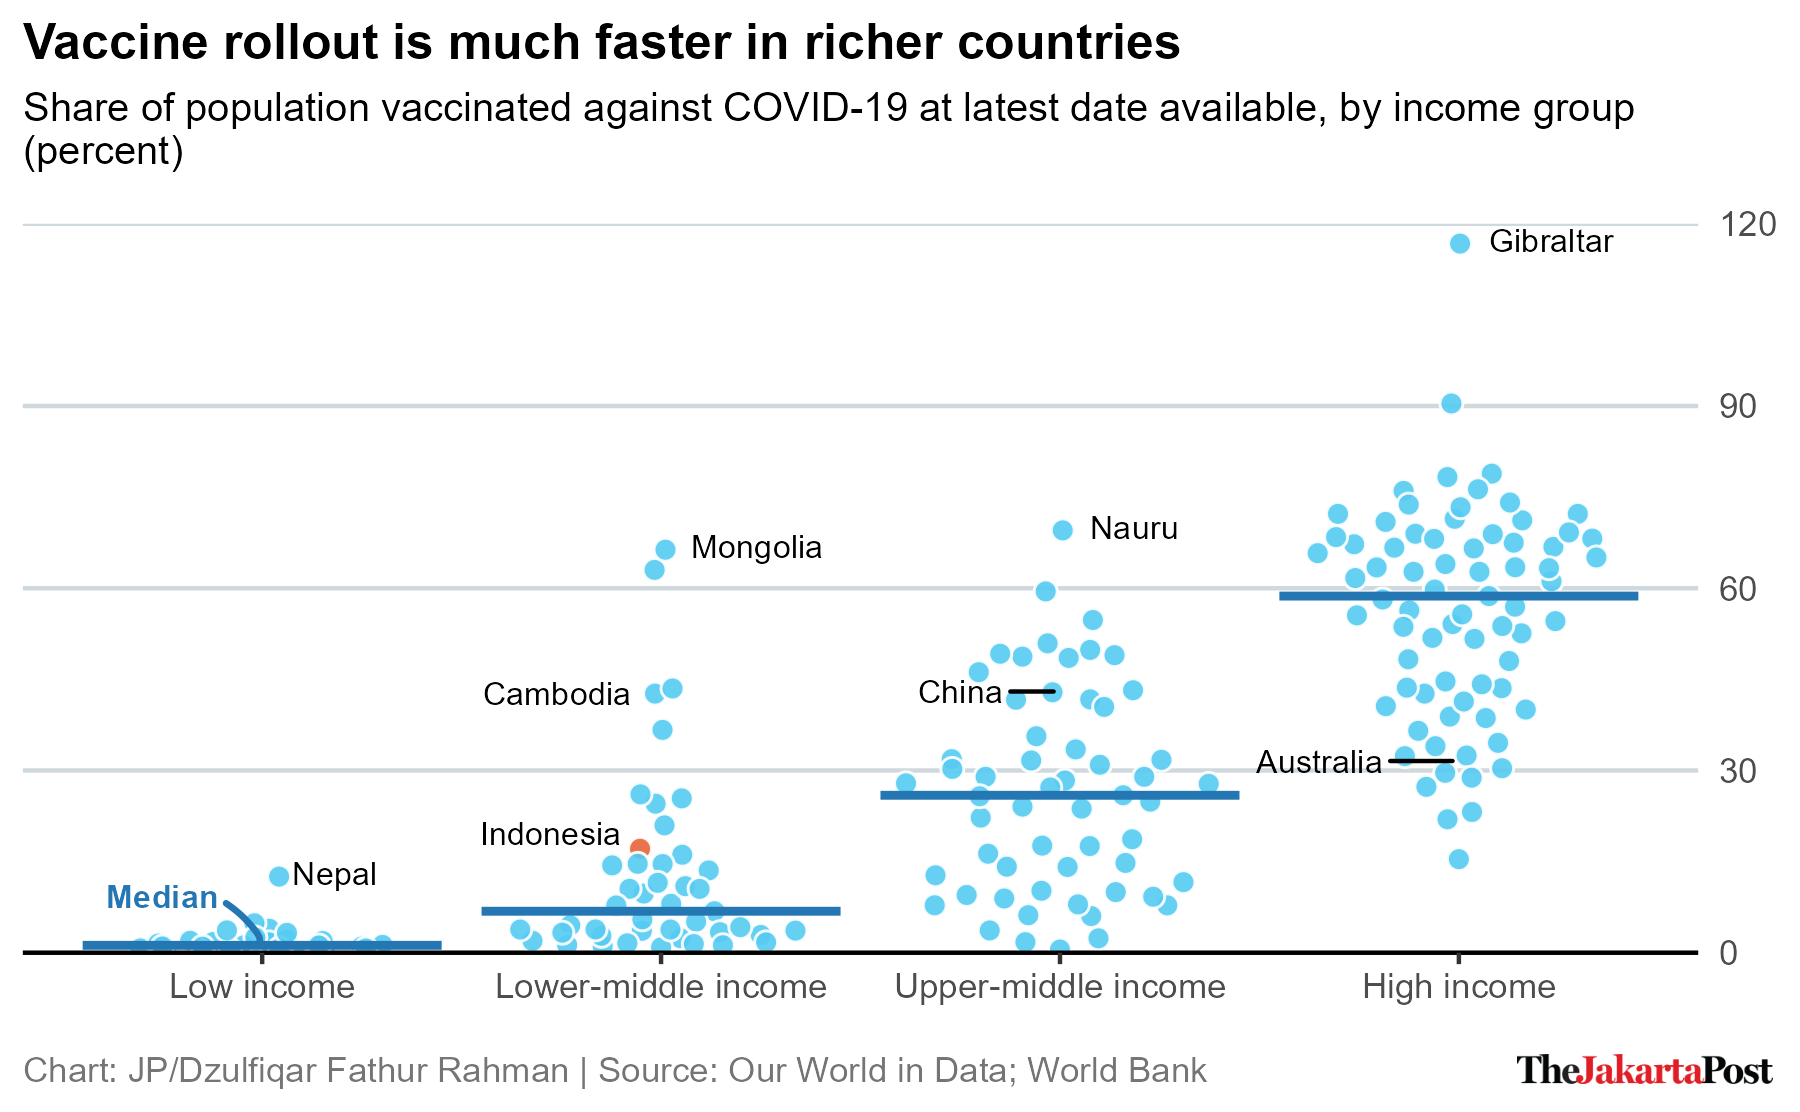 Vaccine rollout is much faster in richer countries
Share of population vaccinated against COVID-19 at latest date available, by income group
(percent)
120
Gibraltar
90
Nauru
Mongolia
60
Cambodia
China
Australia
30
Indonesia
Nepal
Median
0
Low income
Lower-middle income
Upper-middle income
High income
Chart: JP/Dzulfiqar Fathur Rahman | Source: Our World in Data; World Bank
TheJakartaPost